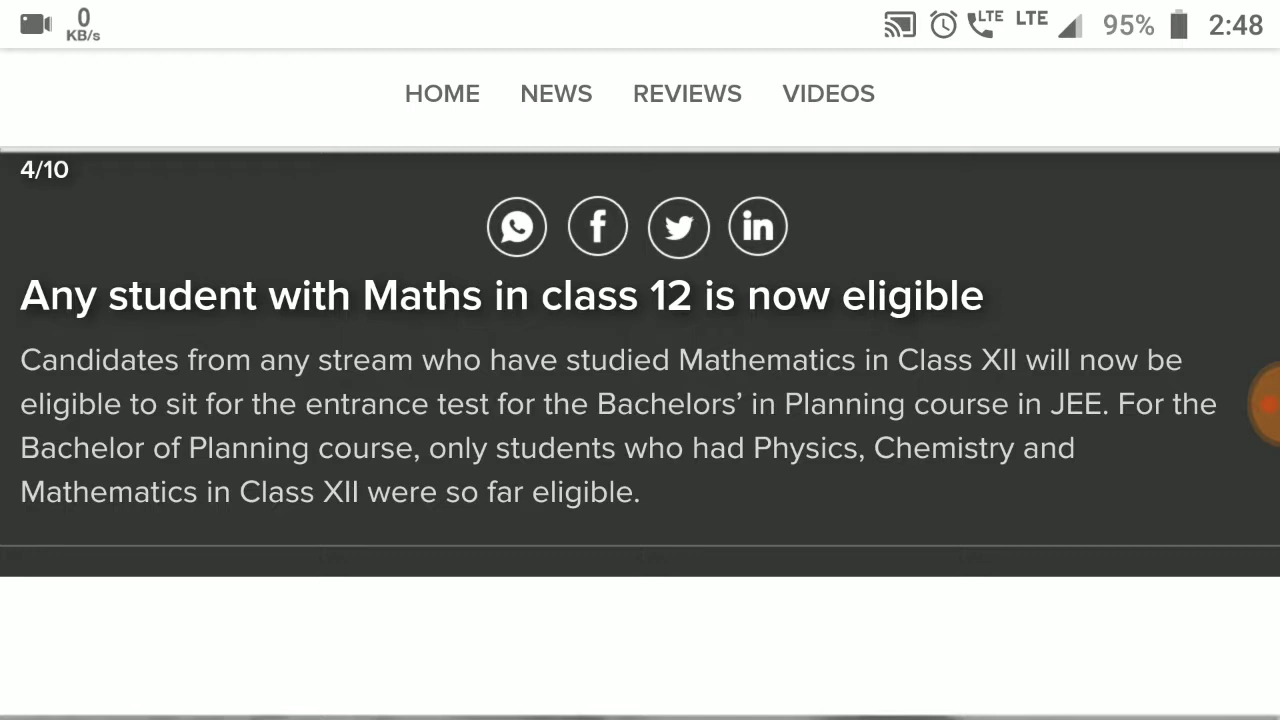 0
KB/s
LTE
LTE
95%
2:48
HOME NEWS REVIEWS VIDEOS
4/10
Any student with Maths in class 12 is now eligible
Candidates from any stream who have studied Mathematics in Class XII will now be
eligible to sit for the entrance test for the Bachelors’ in Planning course in JEE. For the
Bachelor of Planning course, only students who had Physics, Chemistry and
Mathematics in Class XII were so far eligible.